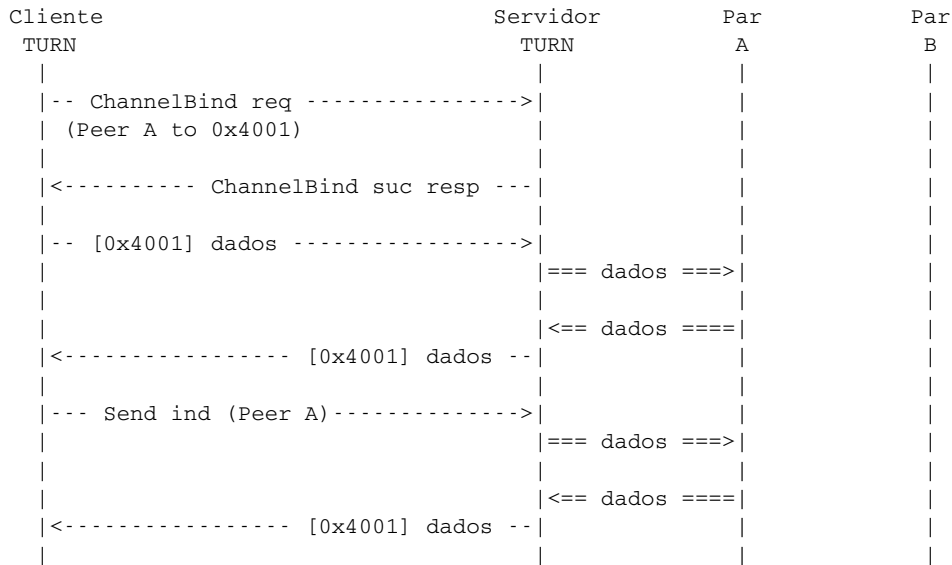 Cliente                                Servidor          Par              Par
 TURN                                    TURN             A                B
  |                                        |                |               |
  |-- ChannelBind req ---------------->|                |               |
  | (Peer A to 0x4001)                     |                |               |
  |                                        |                |               |
  |<---------- ChannelBind suc resp ---|                |               |
  |                                        |                |               |
  |-- [0x4001] dados ----------------->|                |               |
  |                                        |=== dados ===>|               |
  |                                        |                |               |
  |                                        |<== dados ====|               |
  |<----------------- [0x4001] dados --|                |               |
  |                                        |                |               |
  |--- Send ind (Peer A)-------------->|                |               |
  |                                        |=== dados ===>|               |
  |                                        |                |               |
  |                                        |<== dados ====|               |
  |<----------------- [0x4001] dados --|                |               |
  |                                        |                |               |